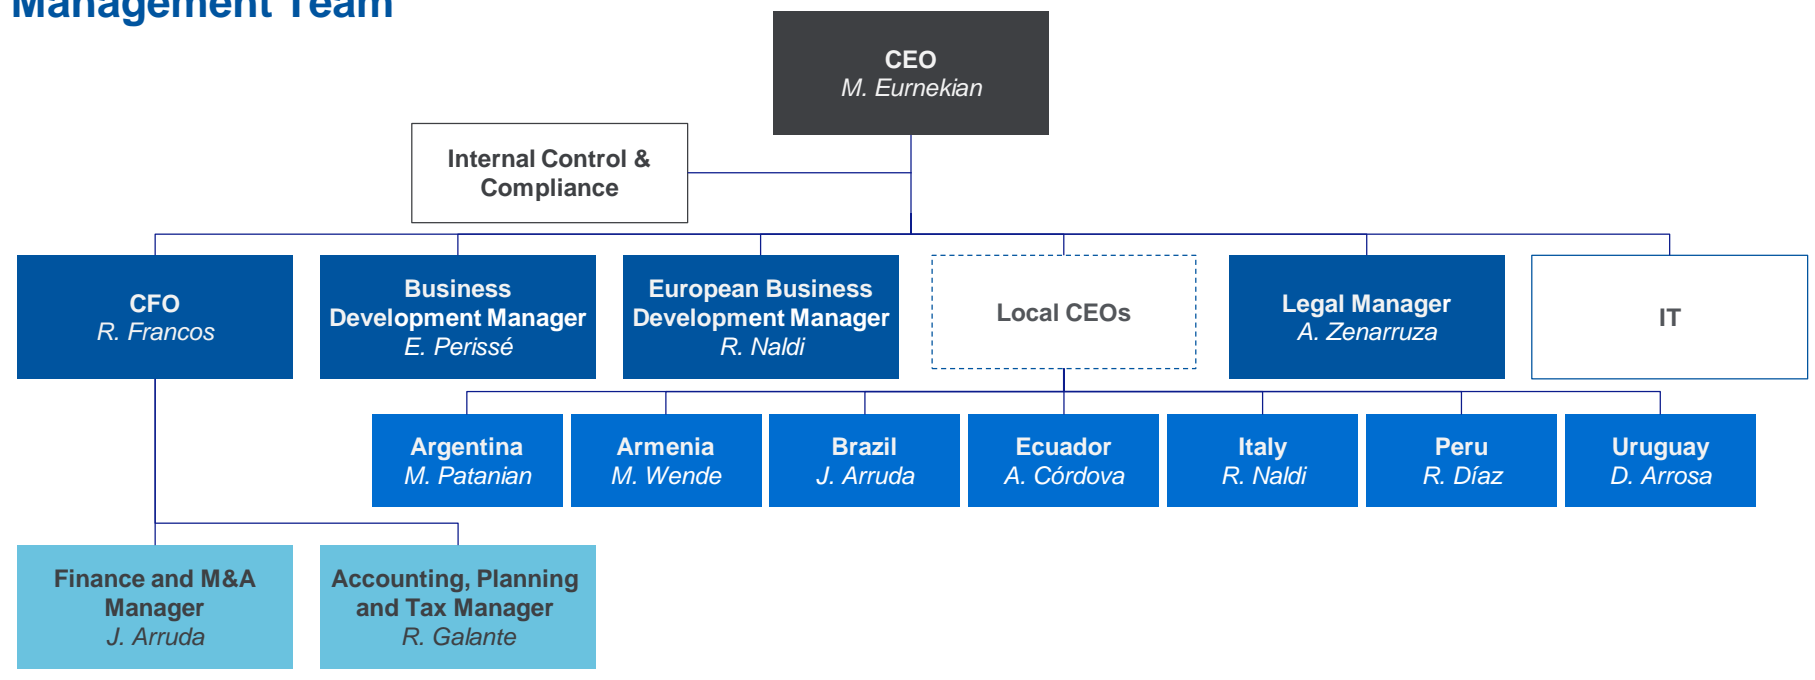 Management Team
CEO
M. Eurnekian
Internal Control &
Compliance
CFO
R. Francos
Business
Development Manager
E. Perissé
European Business
Development Manager
R. Naldi
Local CEOs
Legal Manager
A. Zenarruza
IT
Argentina
M. Patanian
Armenia
M. Wende
Brazil
J. Arruda
Ecuador
A. Córdova
Italy
R. Naldi
Peru
R. Díaz
Uruguay
D. Arrosa
Finance and M&A
Manager
J. Arruda
Accounting, Planning
and Tax Manager
R. Galante